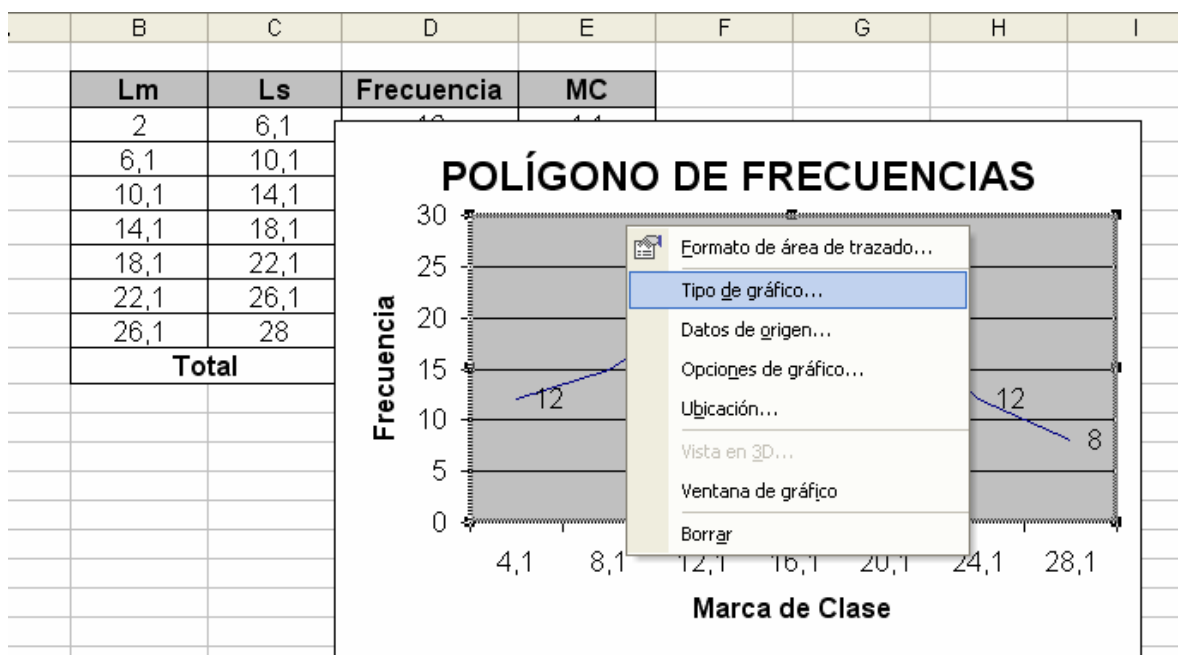 B C D E F G H I
Lm Ls Frecuencia MC
2 6,1
6,1 10,1
10,1 14,1
14,1 18,1
18,1 22,1
22,1 26,1
26,1 28
Total
POLÍGONO DE FRECUENCIAS
Frecuencia
30
25
20
15
10
5
0
12
12
8
Formato de área de trazado...
Tipo de gráfico...
Datos de origen...
Opciones de gráfico...
Ubicación...
Vista en 3D...
Ventana de gráfico
Borrar
4,1 8,1 12,1 16,1 20,1 24,1 28,1
Marca de Clase